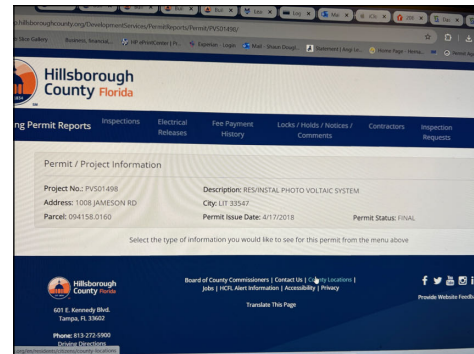 .hillsboroughcounty.org/DevelopmentServices/PermitReports/Permit/PVS01498/
Hillsborough
County Florida
ng Permit Reports
Inspections
Electrical
Releases
Fee Payment
History
Locks / Holds / Notices /
Comments
Contractors
Inspection
Requests
Permit / Project Information
Project No.: PVS01498
Description: RES/INSTAL PHOTO VOLTAIC SYSTEM
Address: 1008 JAMESON RD
City: LIT 33547
Parcel: 094158.0160
Permit Issue Date: 4/17/2018
Permit Status: FINAL
Select the type of information you would like to see for this permit from the menu above
Hillsborough
County Florida
Board of County Commissioners | Contact Us | County Locations |
Jobs | HCFL Alert Information | Accessibility | Privacy
Translate This Page
Provide Website Feedb
601 E. Kennedy Blvd.
Tampa, FL 33602
Phone: 813-272-5900
Driving Directions